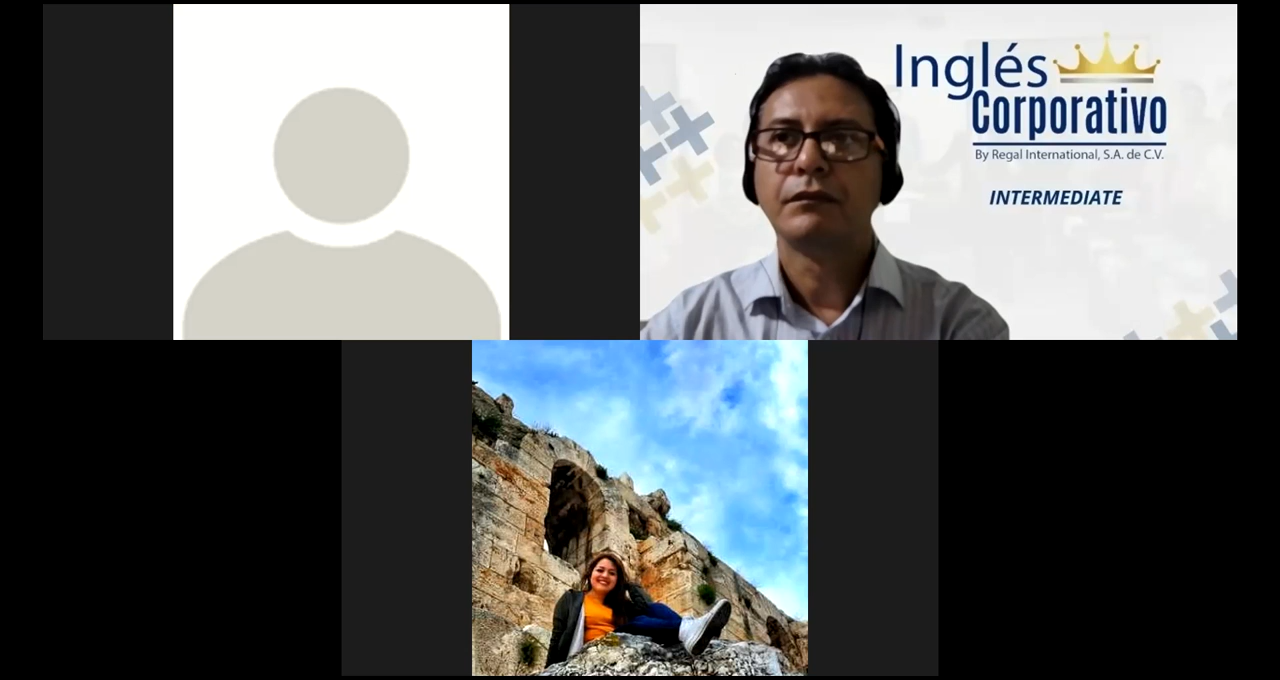 Inglés
Corporativo
By Regal International, S.A. de C.V.
INTERMEDIATE